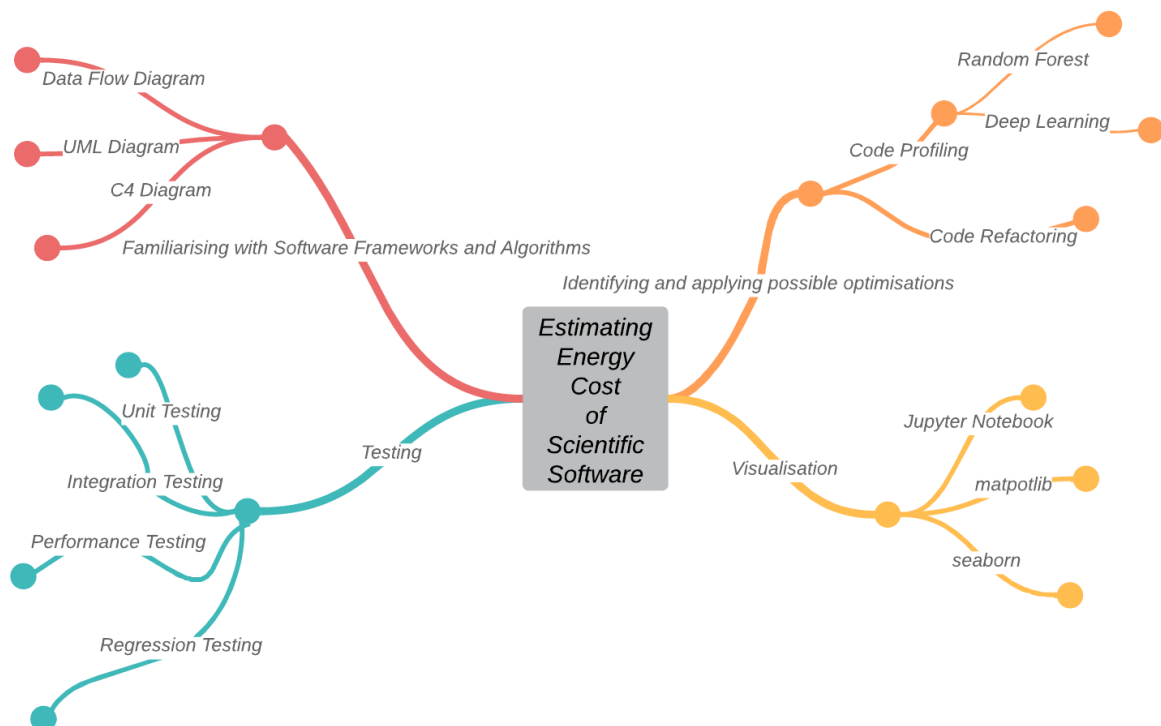 Data Flow Diagram
UML Diagram
C4 Diagram
Familiarising with Software Frameworks and Algorithms
Unit Testing
Integration Testing
Performance Testing
Regression Testing
Testing
Estimating
Energy
Cost
of
Scientific
Software
Random Forest
Deep Learning
Code Profiling
Code Refactoring
Identifying and applying possible optimisations
Visualisation
Jupyter Notebook
matpotlib
seaborn